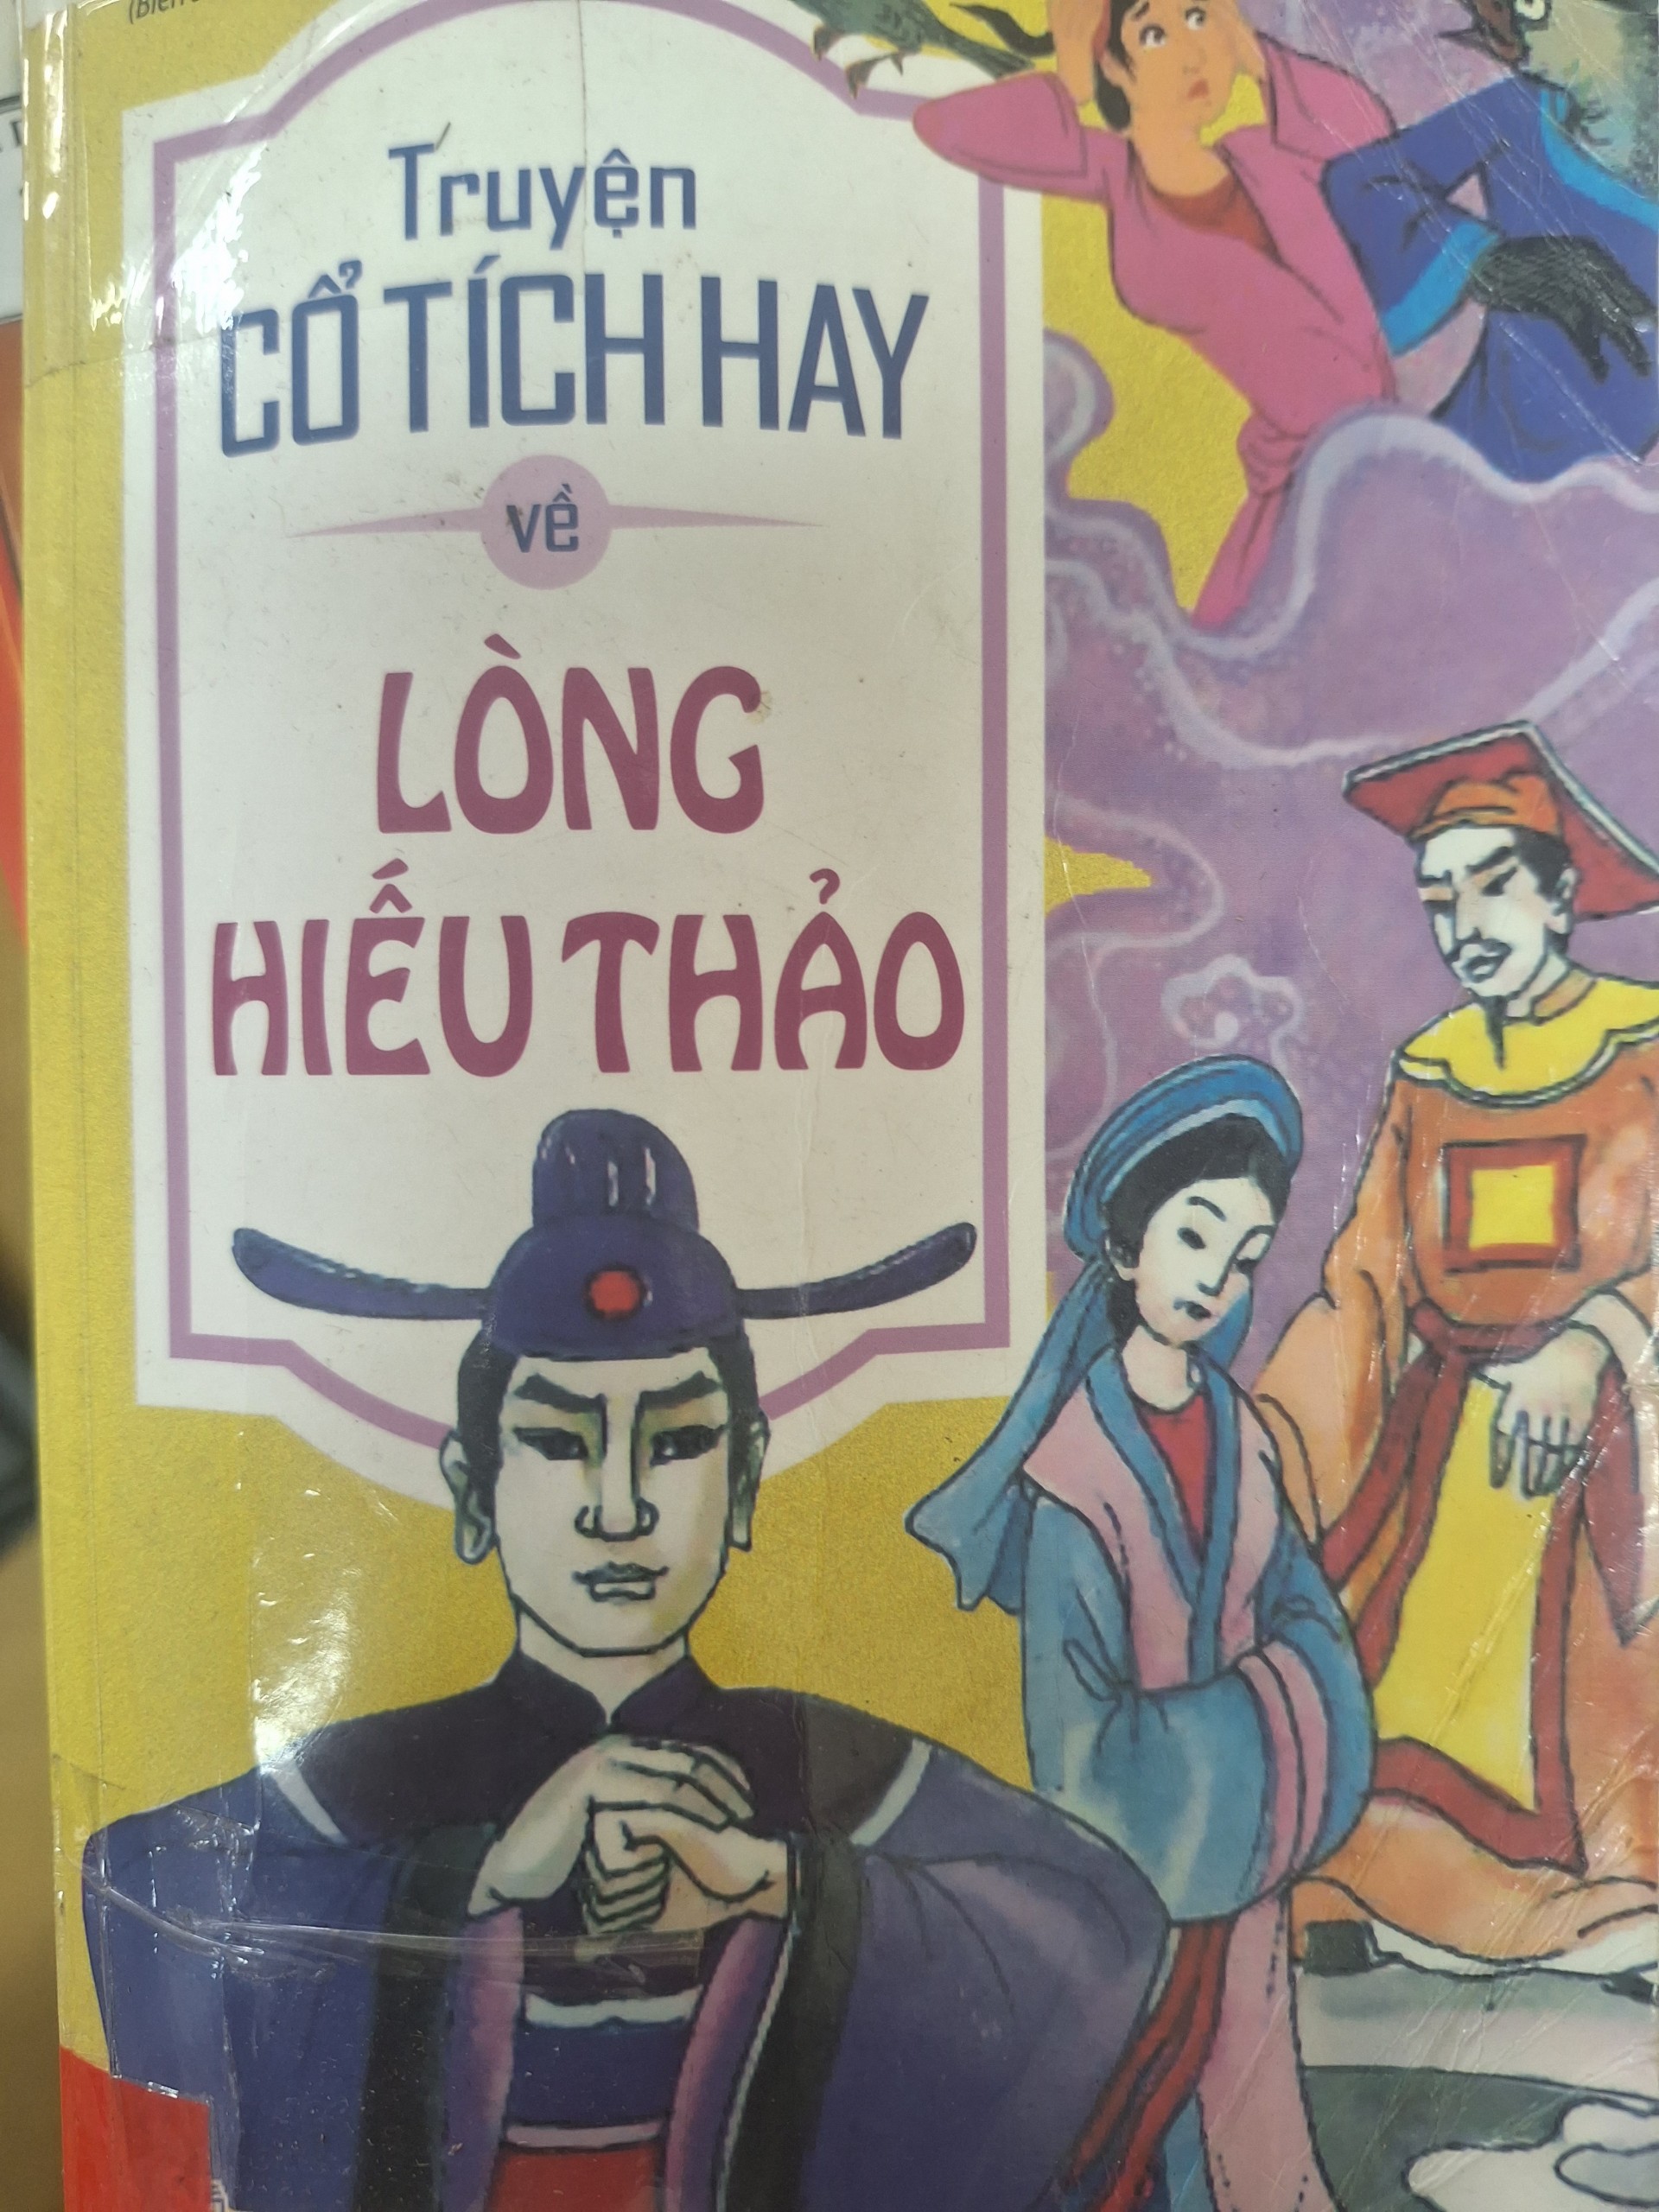 Truyện
CỔ TÍCH HAY
về
LÒNG
HIẾU THẢO